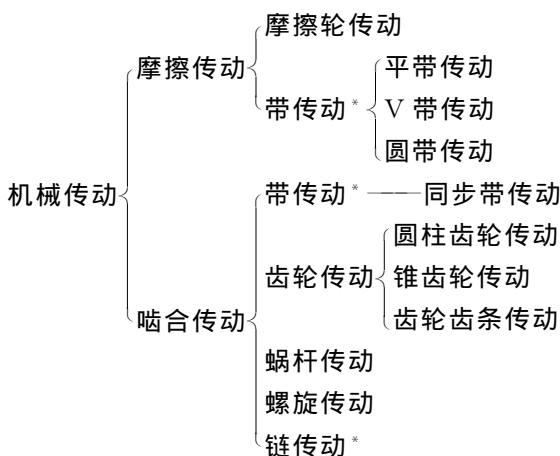 摩擦轮传动
摩擦传动
平带传动
带传动*
V 带传动
圆带传动
机械传动
带传动* —— 同步带传动
圆柱齿轮传动
齿轮传动
锥齿轮传动
齿轮齿条传动
啮合传动
蜗杆传动
螺旋传动
链传动*